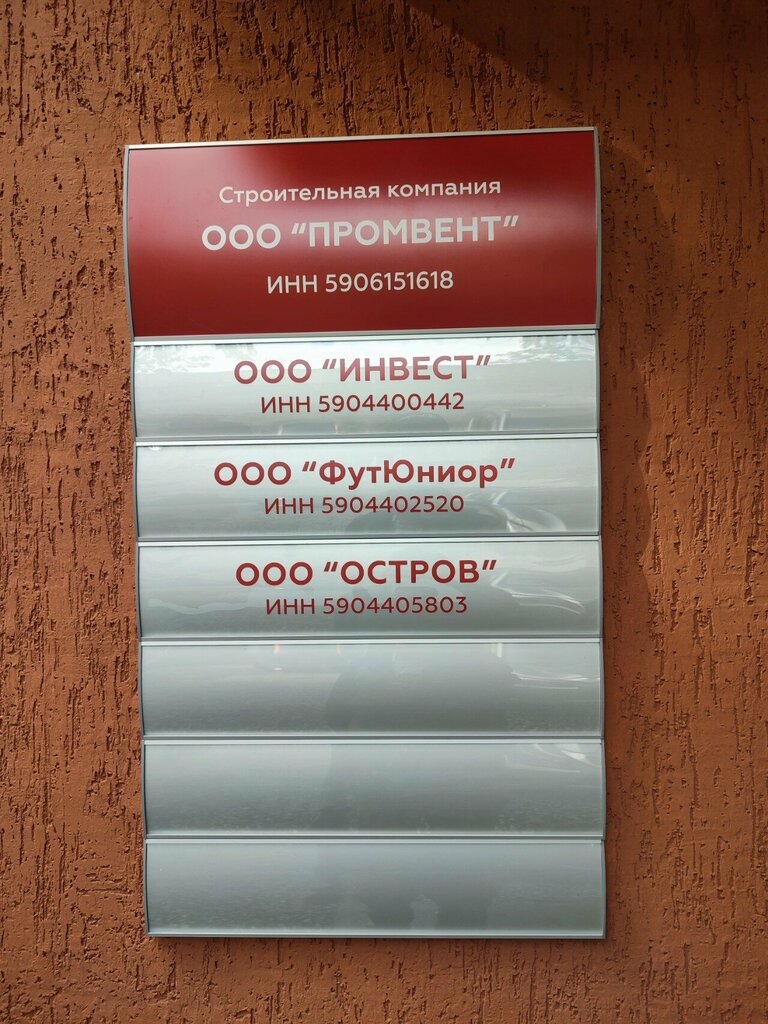 Строительная компания
ООО “ПРОМВЕНТ”
ИНН 5906151618
ООО “ИНВЕСТ”
ИНН 5904400442
ООО “ФутЮниор”
ИНН 5904402520
ООО “ОСТРОВ”
ИНН 5904405803